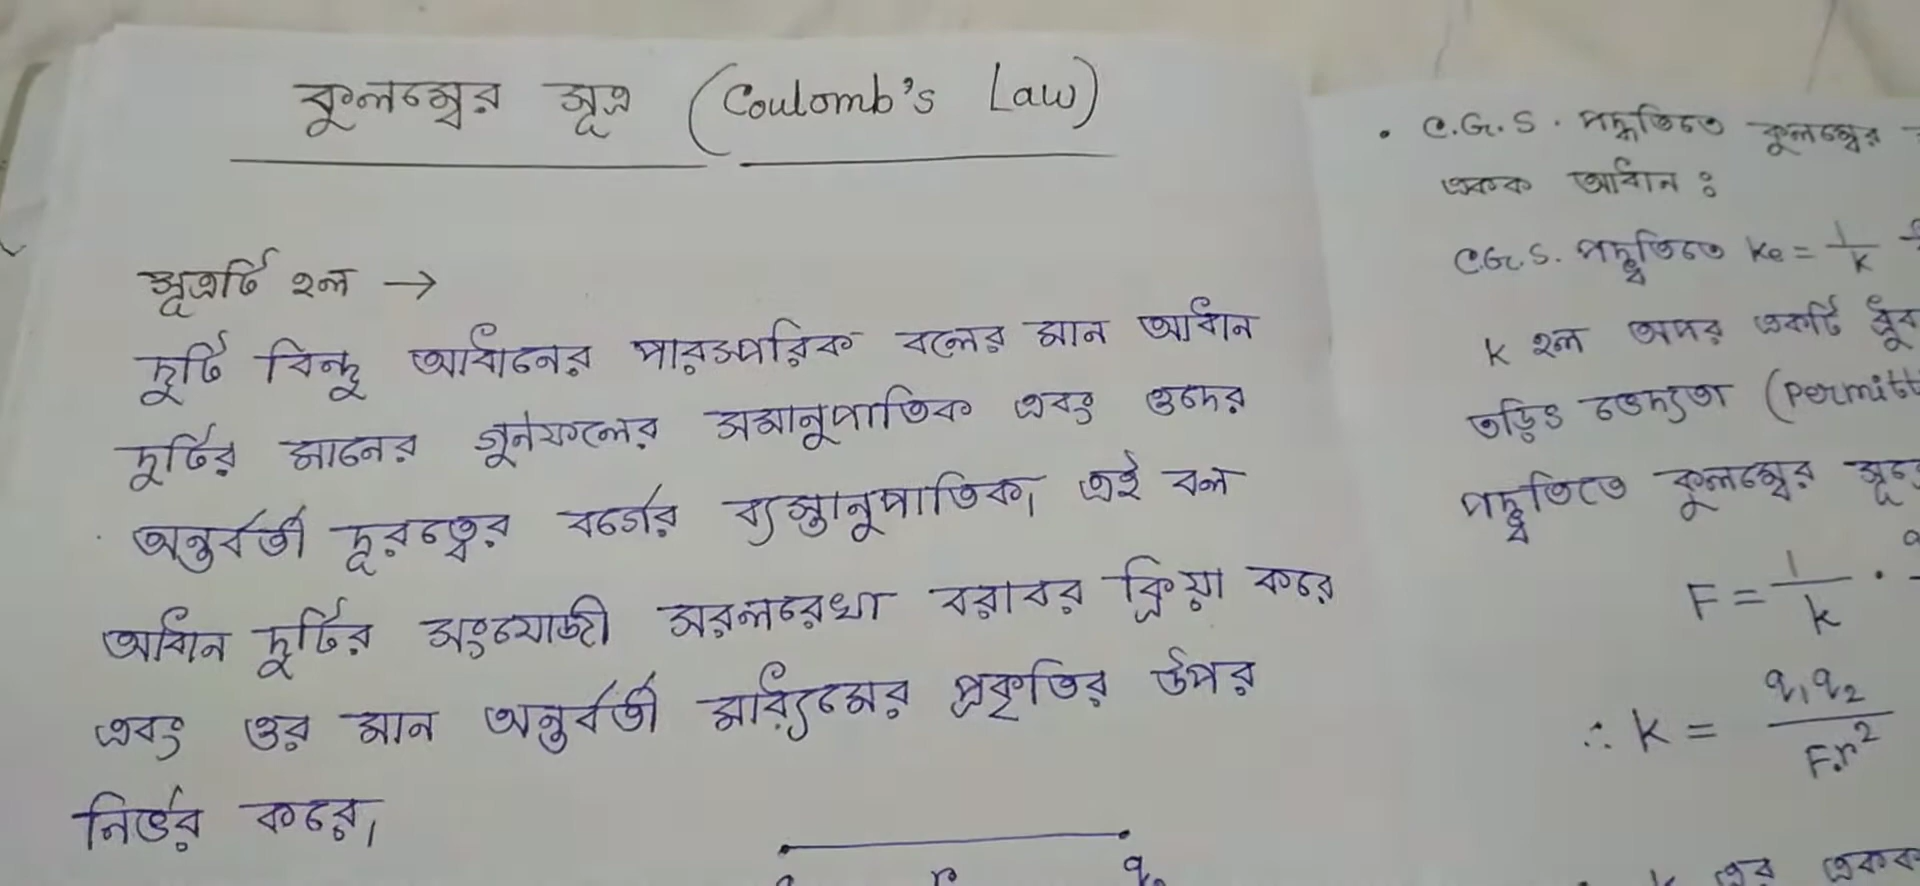 কুলম্বের সূত্র (Coulomb's Law)
সূত্রটি হল →
দুটি বিন্দু আধানের পারস্পরিক বলের মান আধান
দুটির মানের গুনফলের সমানুপাতিক এবং ওদের
অন্তর্বর্তী দূরত্বের বর্গের ব্যস্তানুপাতিক। এই বল
আধান দুটির সংযোজী সরলরেখা বরাবর ক্রিয়া করে
এবং ওর মান অন্তর্বর্তী মাধ্যিমের প্রকৃতির উপর
নির্ভর করে।
r
• C.G.S. পদ্ধতিতে কুলম্বের
একক আধান :
C.G.S. পদ্ধতিতে ke = 1/k
K হল অপর একটি
তড়িৎ ভেদ্যতা
পদ্ধতিতে কুলম্বের
F = 1/k ·
∴ k = q₁q₂/F.r²